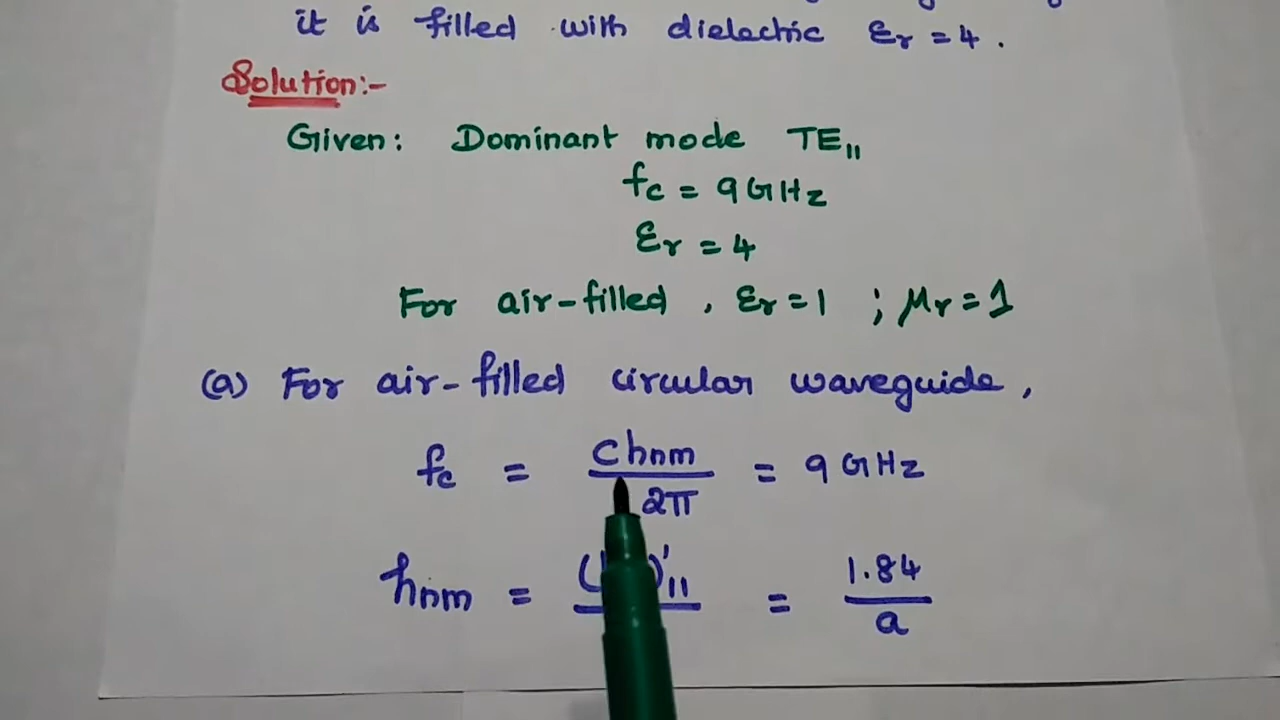 it is filled with dielectric εr = 4.
Solution:-
Given: Dominant mode TE11
fc = 9 GHz
εr = 4
For air-filled, εr = 1 ; μr = 1
(a) For air-filled circular waveguide,
fc = c hnm / 2π = 9 GHz
hnm = ( )'11 = 1.84 / a